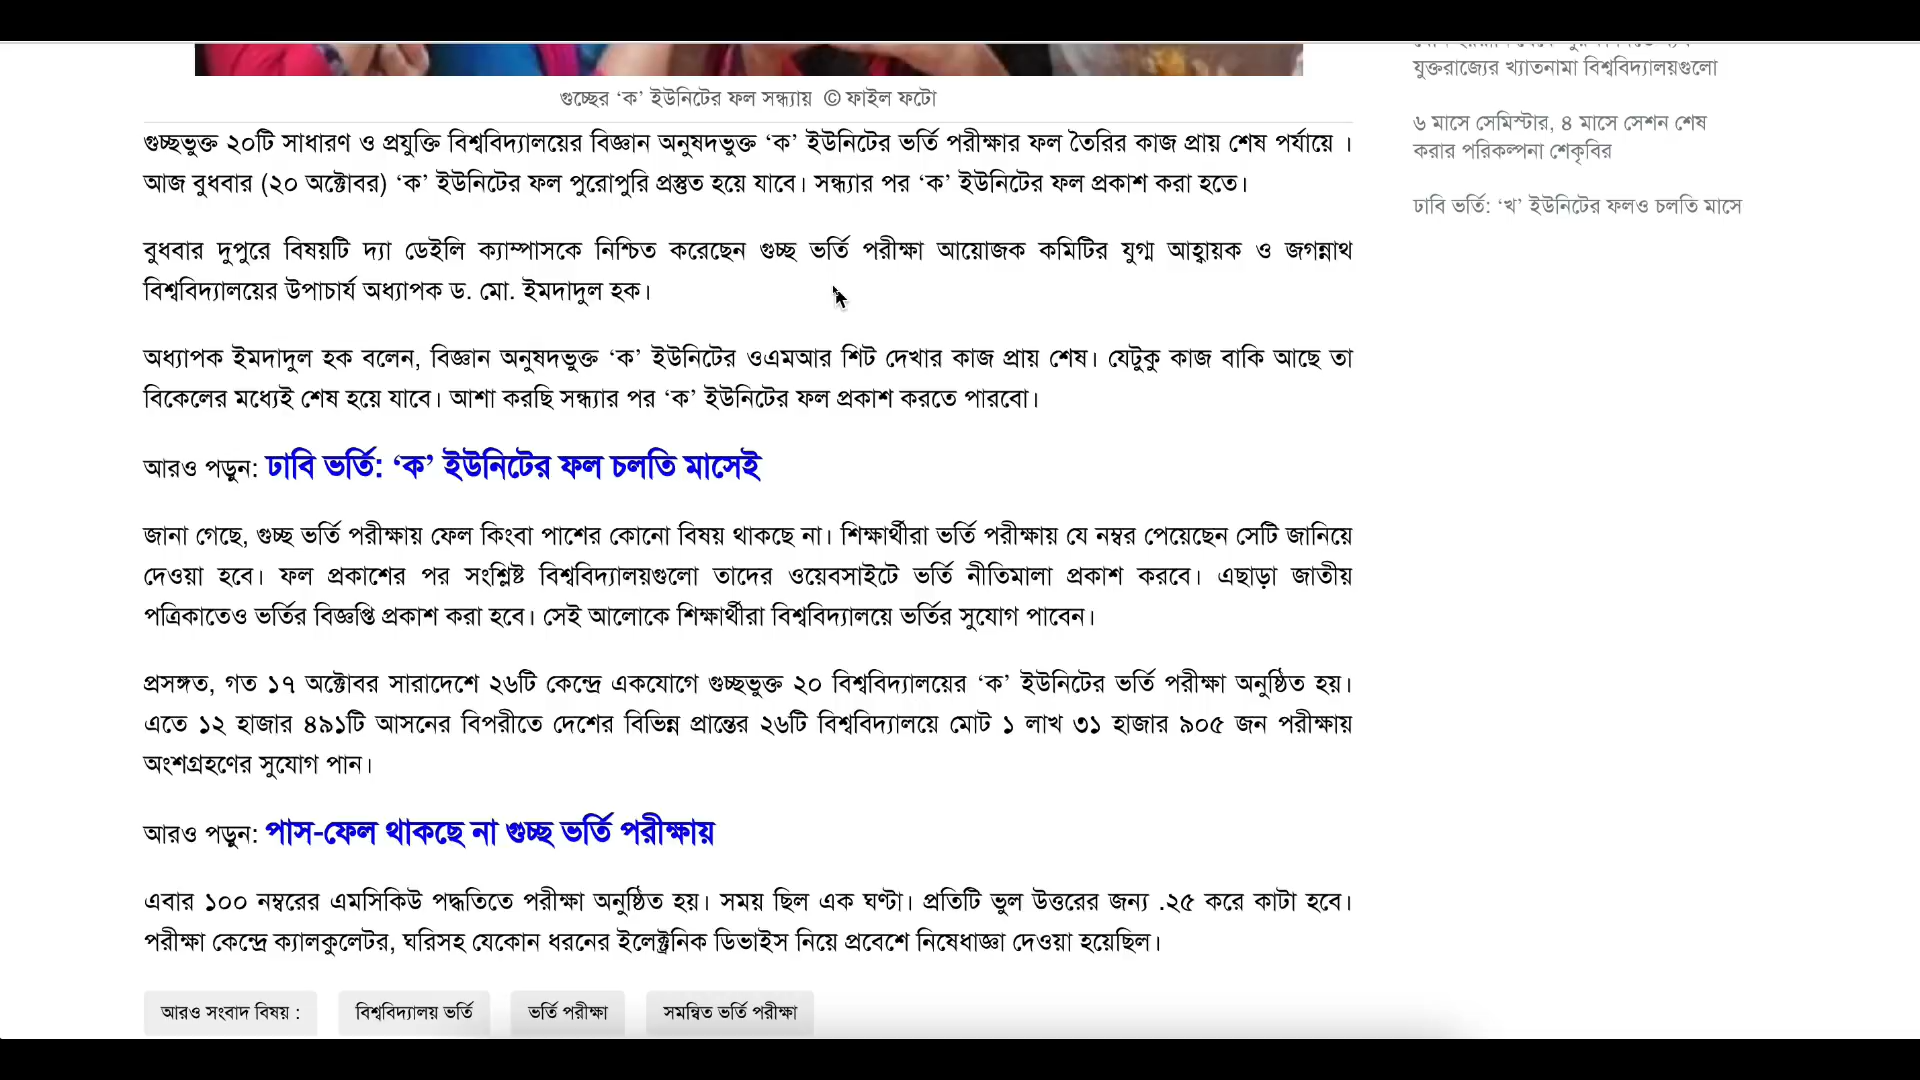 গুচ্ছের ‘ক’ ইউনিটের ফল সন্ধ্যায় © ফাইল ফটো
গুচ্ছভুক্ত ২০টি সাধারণ ও প্রযুক্তি বিশ্ববিদ্যালয়ের বিজ্ঞান অনুষদভুক্ত ‘ক’ ইউনিটের ভর্তি পরীক্ষার ফল তৈরির কাজ প্রায় শেষ পর্যায়ে ।
আজ বুধবার (২০ অক্টোবর) ‘ক’ ইউনিটের ফল পুরোপুরি প্রস্তুত হয়ে যাবে। সন্ধ্যার পর ‘ক’ ইউনিটের ফল প্রকাশ করা হতে।
বুধবার দুপুরে বিষয়টি দ্যা ডেইলি ক্যাম্পাসকে নিশ্চিত করেছেন গুচ্ছ ভর্তি পরীক্ষা আয়োজক কমিটির যুগ্ম আহ্বায়ক ও জগন্নাথ
বিশ্ববিদ্যালয়ের উপাচার্য অধ্যাপক ড. মো. ইমদাদুল হক।
অধ্যাপক ইমদাদুল হক বলেন, বিজ্ঞান অনুষদভুক্ত ‘ক’ ইউনিটের ওএমআর শিট দেখার কাজ প্রায় শেষ। যেটুকু কাজ বাকি আছে তা
বিকেলের মধ্যেই শেষ হয়ে যাবে। আশা করছি সন্ধ্যার পর ‘ক’ ইউনিটের ফল প্রকাশ করতে পারবো।
আরও পড়ুন: ঢাবি ভর্তি: ‘ক’ ইউনিটের ফল চলতি মাসেই
জানা গেছে, গুচ্ছ ভর্তি পরীক্ষায় ফেল কিংবা পাশের কোনো বিষয় থাকছে না। শিক্ষার্থীরা ভর্তি পরীক্ষায় যে নম্বর পেয়েছেন সেটি জানিয়ে
দেওয়া হবে। ফল প্রকাশের পর সংশ্লিষ্ট বিশ্ববিদ্যালয়গুলো তাদের ওয়েবসাইটে ভর্তি নীতিমালা প্রকাশ করবে। এছাড়া জাতীয়
পত্রিকাতেও ভর্তির বিজ্ঞপ্তি প্রকাশ করা হবে। সেই আলোকে শিক্ষার্থীরা বিশ্ববিদ্যালয়ে ভর্তির সুযোগ পাবেন।
প্রসঙ্গত, গত ১৭ অক্টোবর সারাদেশে ২৬টি কেন্দ্রে একযোগে গুচ্ছভুক্ত ২০ বিশ্ববিদ্যালয়ের ‘ক’ ইউনিটের ভর্তি পরীক্ষা অনুষ্ঠিত হয়।
এতে ১২ হাজার ৪৯১টি আসনের বিপরীতে দেশের বিভিন্ন প্রান্তের ২৬টি বিশ্ববিদ্যালয়ে মোট ১ লাখ ৩১ হাজার ৯০৫ জন পরীক্ষায়
অংশগ্রহণের সুযোগ পান।
আরও পড়ুন: পাস-ফেল থাকছে না গুচ্ছ ভর্তি পরীক্ষায়
এবার ১০০ নম্বরের এমসিকিউ পদ্ধতিতে পরীক্ষা অনুষ্ঠিত হয়। সময় ছিল এক ঘণ্টা। প্রতিটি ভুল উত্তরের জন্য .২৫ করে কাটা হবে।
পরীক্ষা কেন্দ্রে ক্যালকুলেটর, ঘরিসহ যেকোন ধরনের ইলেক্ট্রনিক ডিভাইস নিয়ে প্রবেশে নিষেধাজ্ঞা দেওয়া হয়েছিল।
আরও সংবাদ বিষয় : বিশ্ববিদ্যালয় ভর্তি ভর্তি পরীক্ষা সমন্বিত ভর্তি পরীক্ষা
যুক্তরাজ্যের খ্যাতনামা বিশ্ববিদ্যালয়গুলো
৬ মাসে সেমিস্টার, ৪ মাসে সেশন শেষ
করার পরিকল্পনা শেকৃবির
ঢাবি ভর্তি: ‘খ’ ইউনিটের ফলও চলতি মাসে